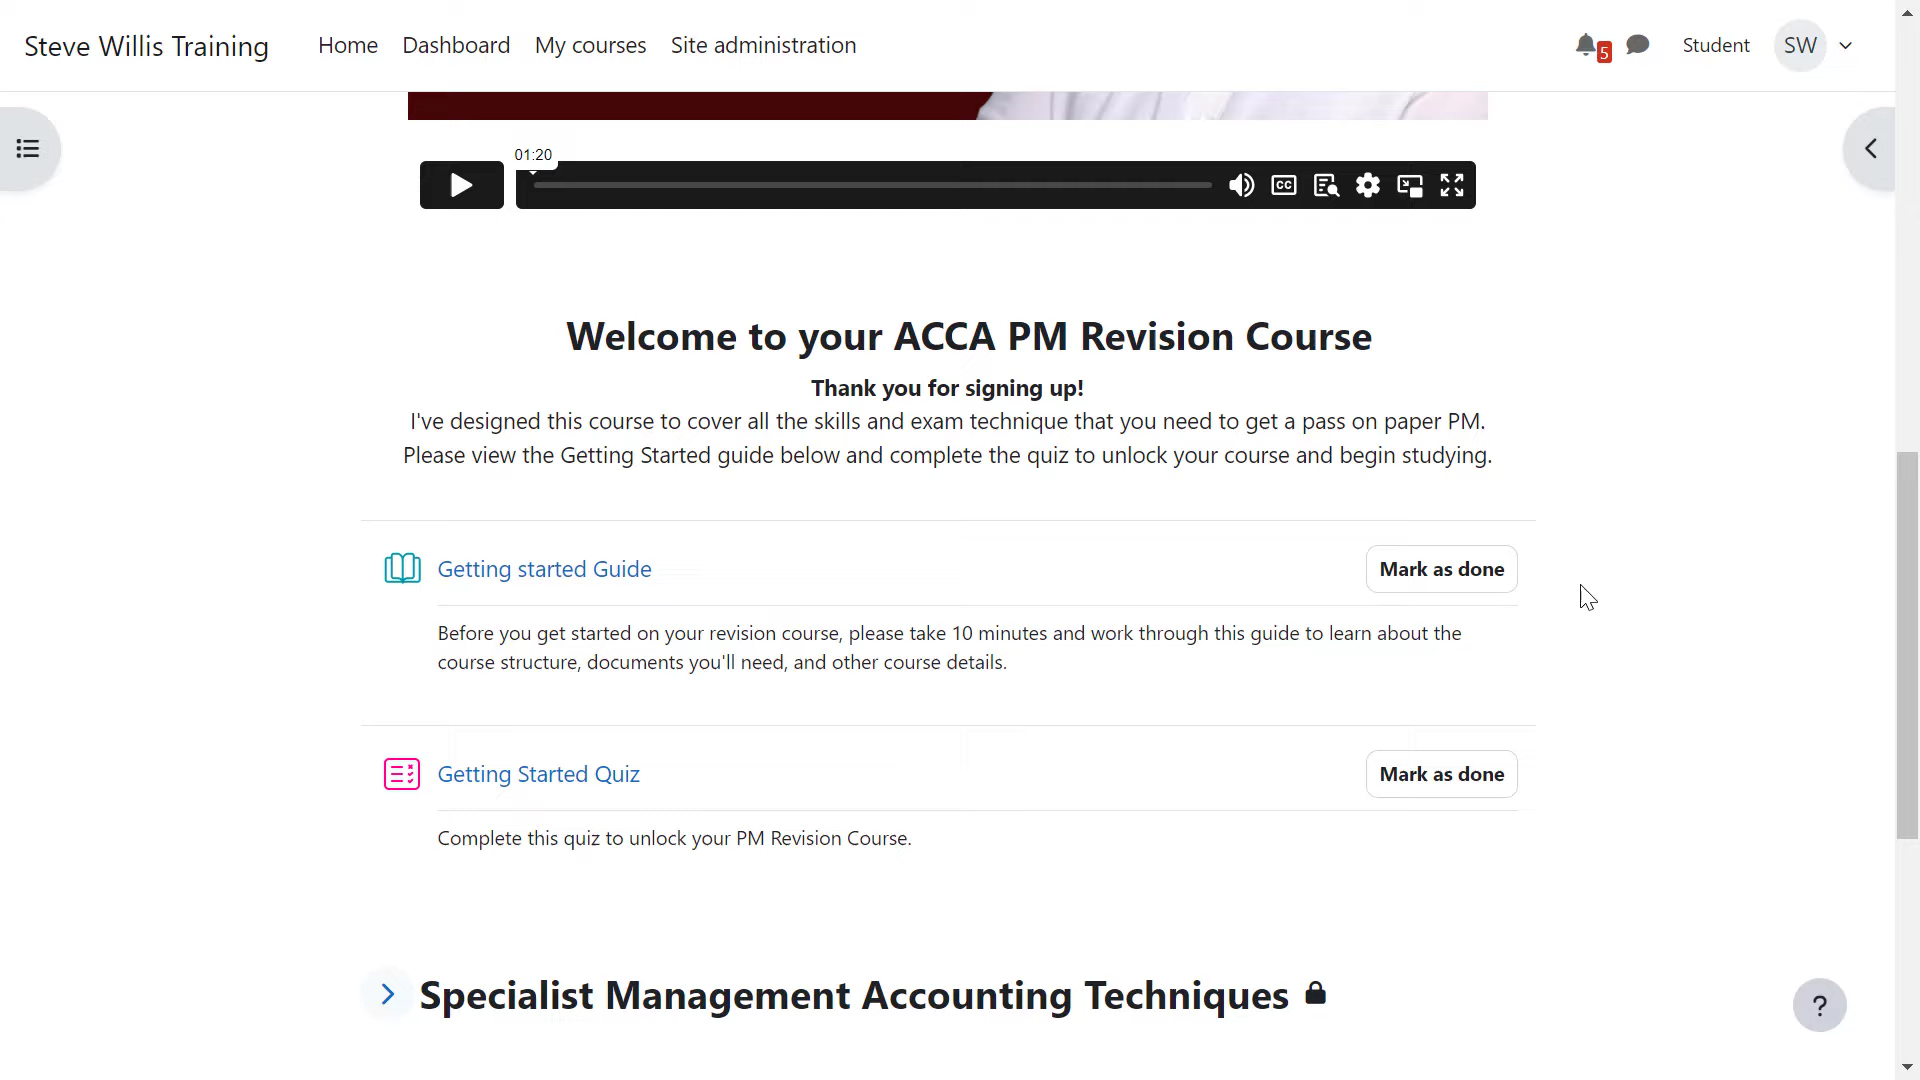 Steve Willis Training Home Dashboard My courses Site administration 5 Student SW
01:20
CC
Welcome to your ACCA PM Revision Course
Thank you for signing up!
I've designed this course to cover all the skills and exam technique that you need to get a pass on paper PM.
Please view the Getting Started guide below and complete the quiz to unlock your course and begin studying.
Getting started Guide Mark as done
Before you get started on your revision course, please take 10 minutes and work through this guide to learn about the
course structure, documents you'll need, and other course details.
Getting Started Quiz Mark as done
Complete this quiz to unlock your PM Revision Course.
Specialist Management Accounting Techniques
?